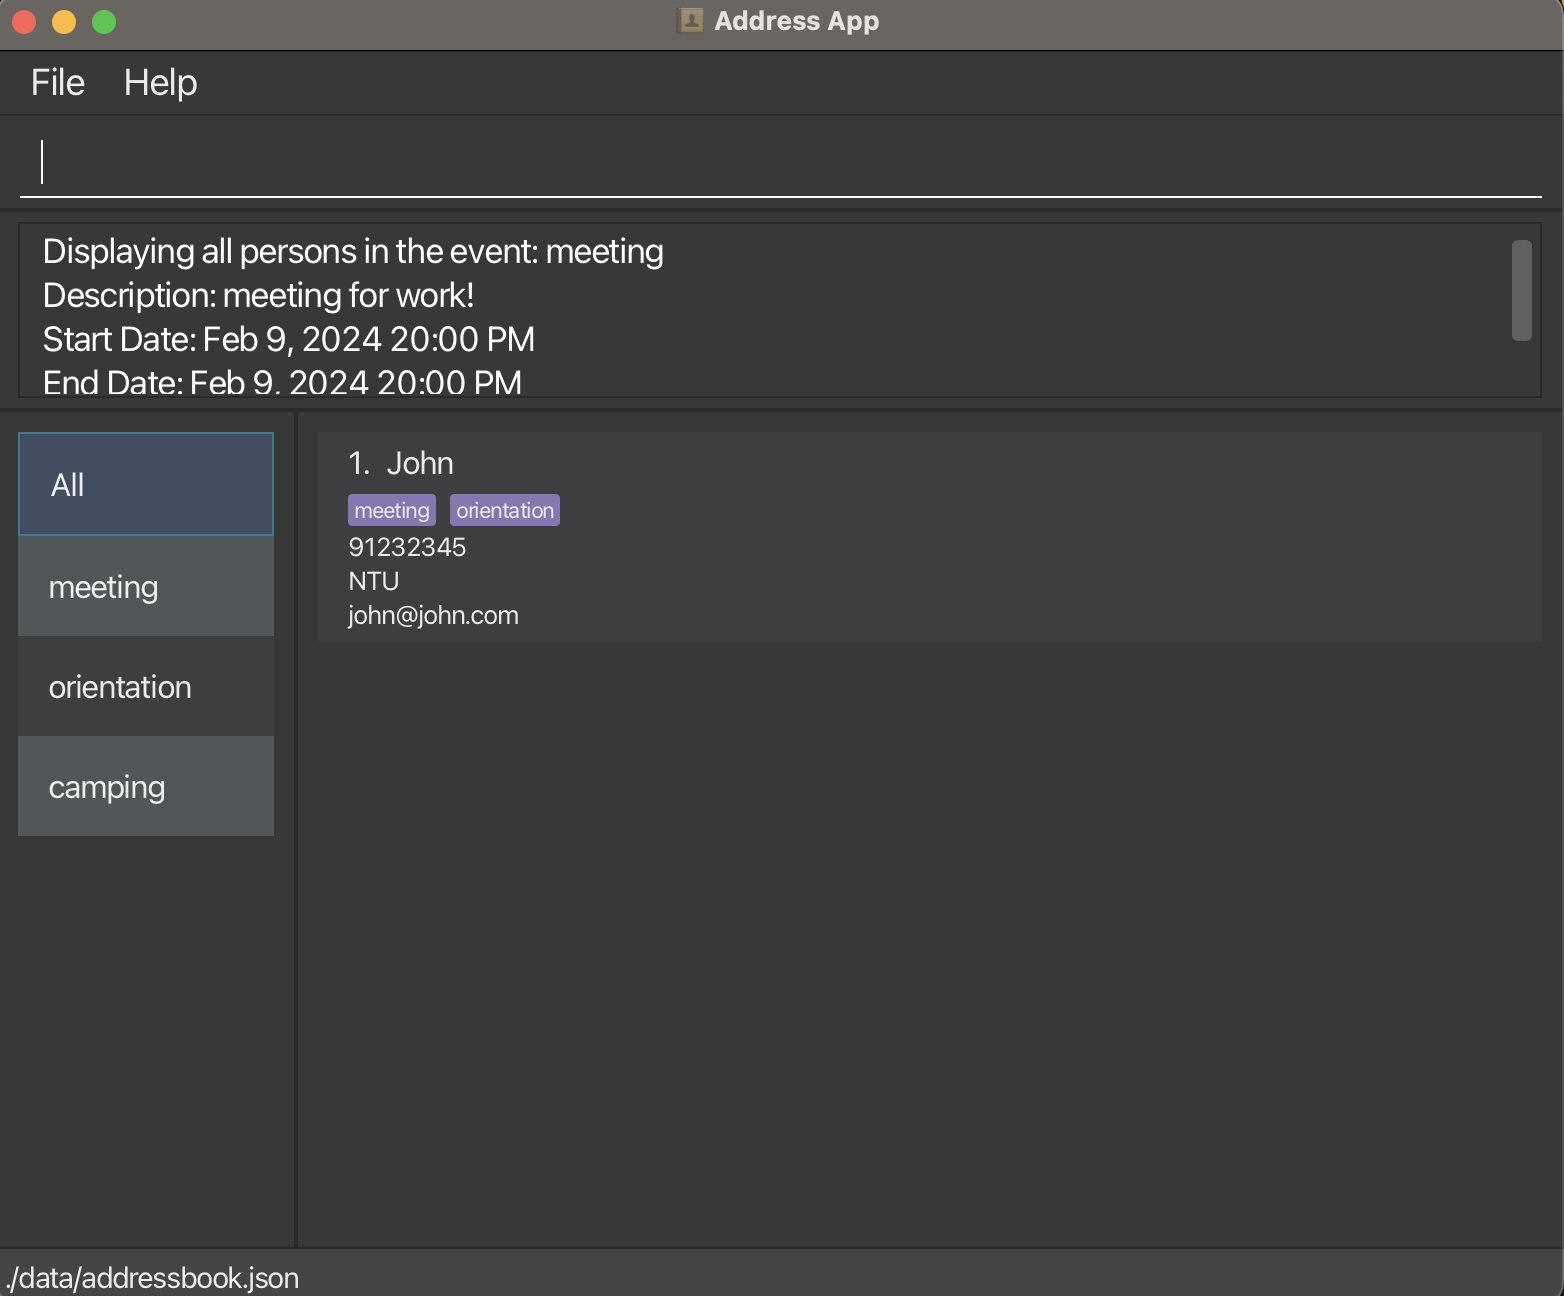 Address App
File Help
Displaying all persons in the event: meeting
Description: meeting for work!
Start Date: Feb 9, 2024 20:00 PM
End Date: Feb 9, 2024 20:00 PM
All
meeting
orientation
camping
1. John
meeting orientation
91232345
NTU
john@john.com
./data/addressbook.json